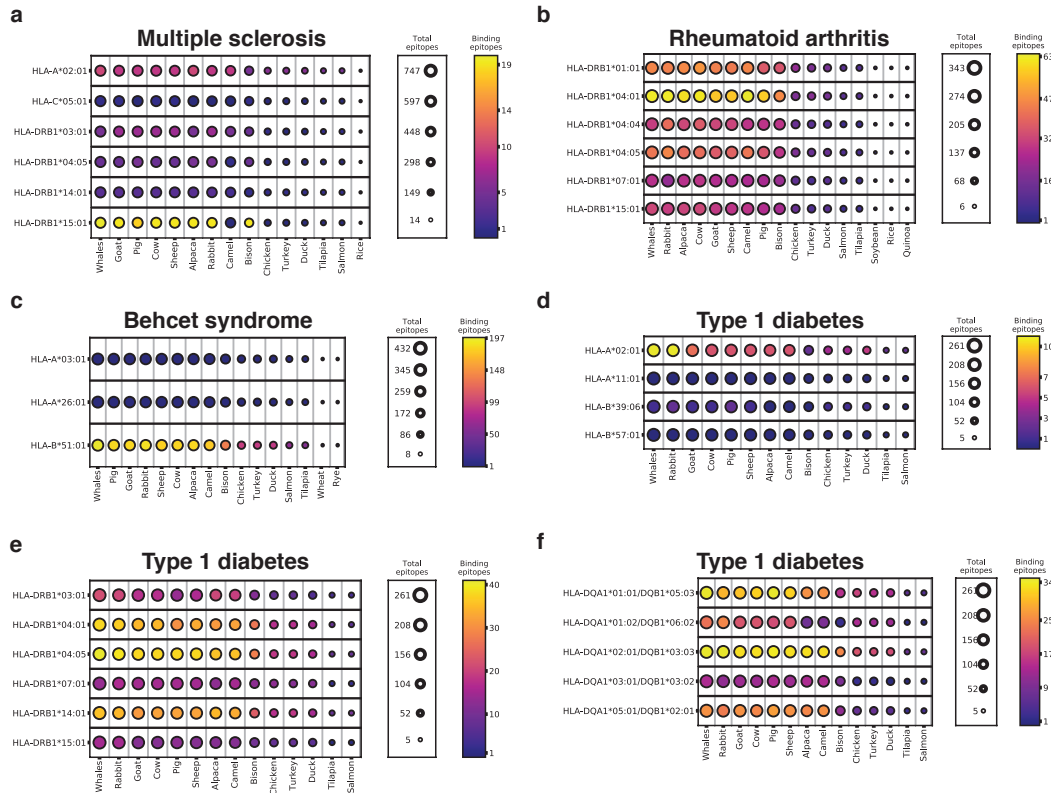 a
Multiple sclerosis
Total epitopes
Binding epitopes
HLA-A*02:01
HLA-C*05:01
HLA-DRB1*03:01
HLA-DRB1*04:05
HLA-DRB1*14:01
HLA-DRB1*15:01
Whales Goat Pig Cow Sheep Alpaca Rabbit Camel Bison Chicken Turkey Duck Tilapia Salmon Rice
747
597
448
298
149
14
19
14
10
5
1
b
Rheumatoid arthritis
Total epitopes
Binding epitopes
HLA-DRB1*01:01
HLA-DRB1*04:01
HLA-DRB1*04:04
HLA-DRB1*04:05
HLA-DRB1*07:01
HLA-DRB1*15:01
Whales Rabbit Alpaca Cow Goat Sheep Camel Pig Bison Chicken Turkey Duck Salmon Tilapia Soybean Rice Quinoa
343
274
205
137
68
6
63
47
32
16
1
c
Behcet syndrome
Total epitopes
Binding epitopes
HLA-A*03:01
HLA-A*26:01
HLA-B*51:01
Whales Pig Goat Rabbit Sheep Cow Alpaca Camel Bison Chicken Turkey Duck Salmon Tilapia Wheat Rye
432
345
259
172
86
8
197
148
99
50
1
d
Type 1 diabetes
Total epitopes
Binding epitopes
HLA-A*02:01
HLA-A*11:01
HLA-B*39:06
HLA-B*57:01
Whales Rabbit Goat Cow Pig Sheep Alpaca Camel Bison Chicken Turkey Duck Tilapia Salmon
261
208
156
104
52
5
10
7
5
3
1
e
Type 1 diabetes
Total epitopes
Binding epitopes
HLA-DRB1*03:01
HLA-DRB1*04:01
HLA-DRB1*04:05
HLA-DRB1*07:01
HLA-DRB1*14:01
HLA-DRB1*15:01
Whales Rabbit Goat Cow Pig Sheep Alpaca Camel Bison Chicken Turkey Duck Tilapia Salmon
261
208
156
104
52
5
40
30
20
10
1
f
Type 1 diabetes
Total epitopes
Binding epitopes
HLA-DQA1*01:01/DQB1*05:03
HLA-DQA1*01:02/DQB1*06:02
HLA-DQA1*02:01/DQB1*03:03
HLA-DQA1*03:01/DQB1*03:02
HLA-DQA1*05:01/DQB1*02:01
Whales Rabbit Goat Cow Pig Sheep Alpaca Camel Bison Chicken Turkey Duck Tilapia Salmon
261
208
156
104
52
5
34
25
17
9
1